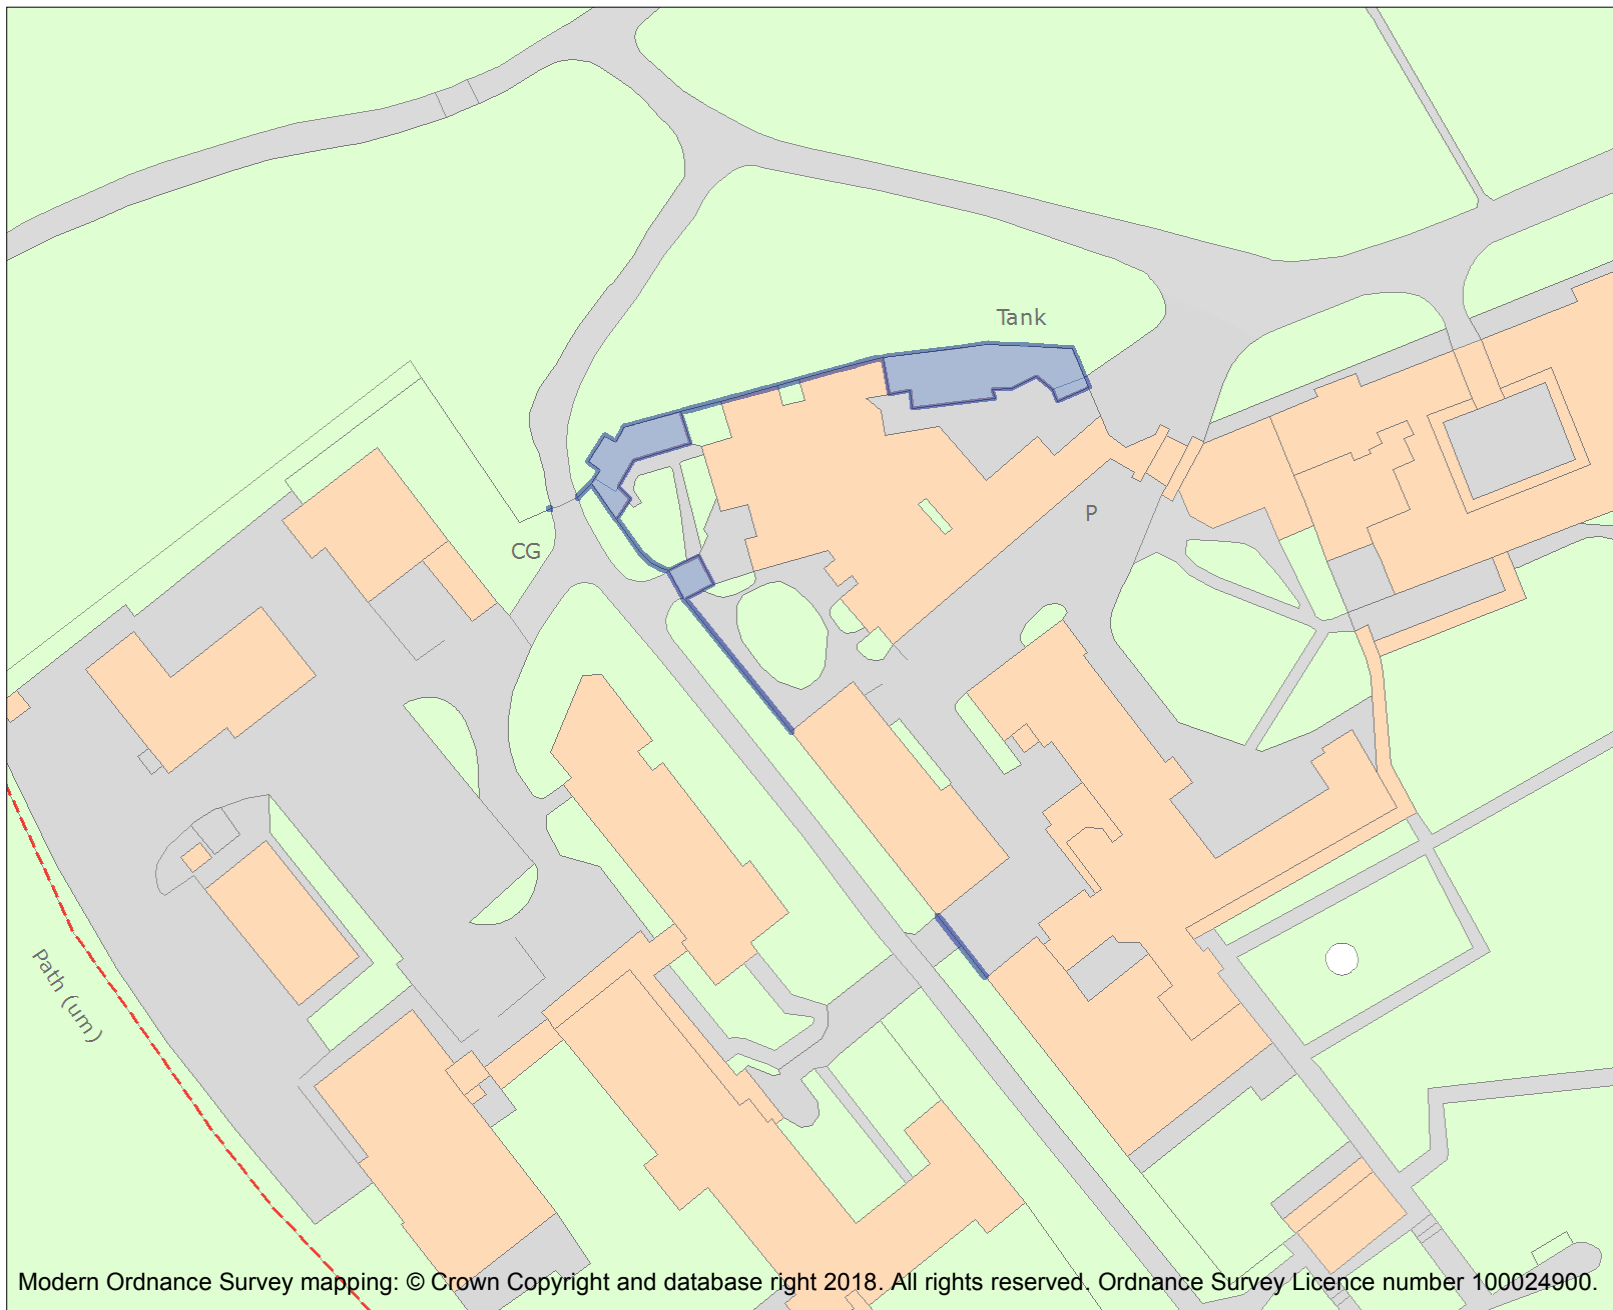 Tank
P
CG
Path (um)
Modern Ordnance Survey mapping: © Crown Copyright and database right 2018. All rights reserved. Ordnance Survey Licence number 100024900.